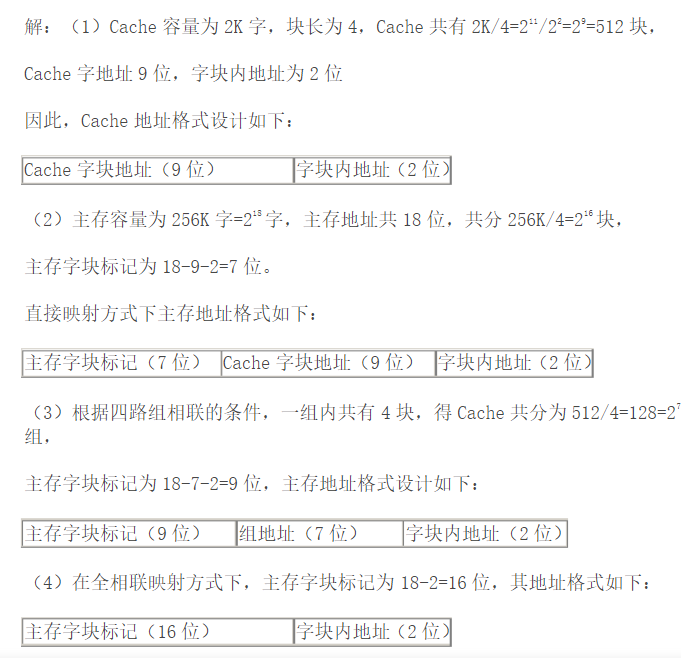 解：（1）Cache 容量为 2K 字，块长为 4，Cache 共有 2K/4=2¹¹/2²=2⁹=512 块，
Cache 字地址 9 位，字块内地址为 2 位
因此，Cache 地址格式设计如下：
Cache 字块地址（9 位） 字块内地址（2 位）
（2）主存容量为 256K 字=2¹⁸字，主存地址共 18 位，共分 256K/4=2¹⁶块，
主存字块标记为 18-9-2=7 位。
直接映射方式下主存地址格式如下：
主存字块标记（7 位） Cache 字块地址（9 位） 字块内地址（2 位）
（3）根据四路组相联的条件，一组内共有 4 块，得 Cache 共分为 512/4=128=2⁷
组，
主存字块标记为 18-7-2=9 位，主存地址格式设计如下：
主存字块标记（9 位） 组地址（7 位） 字块内地址（2 位）
（4）在全相联映射方式下，主存字块标记为 18-2=16 位，其地址格式如下：
主存字块标记（16 位） 字块内地址（2 位）